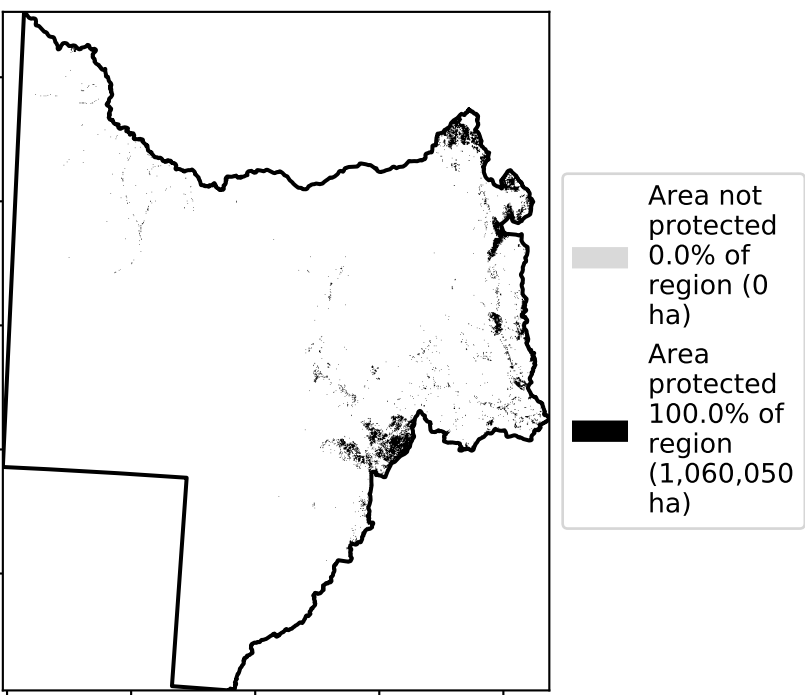 Area not
protected
0.0% of
region (0
ha)
Area
protected
100.0% of
region
(1,060,050
ha)